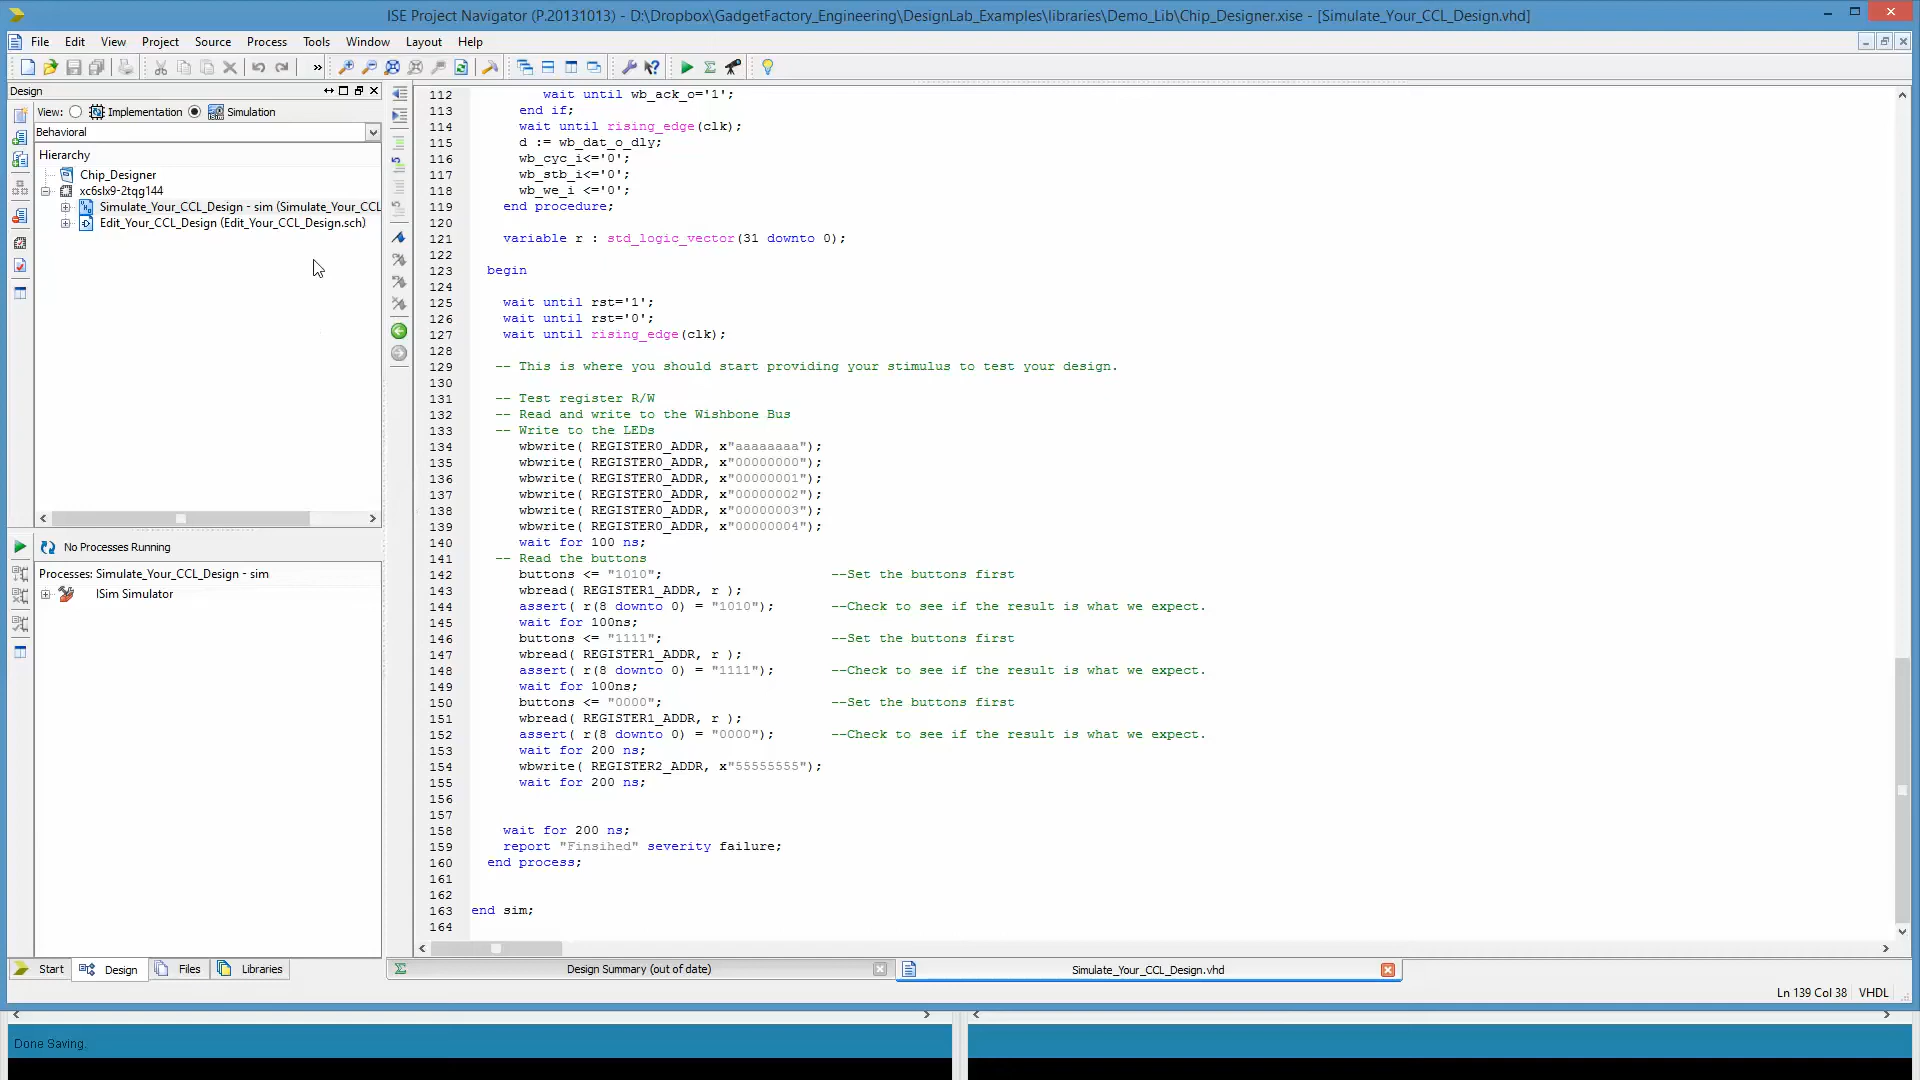 ISE Project Navigator (P.20131013) - D:\Dropbox\GadgetFactory_Engineering\DesignLab_Examples\libraries\Demo_Lib\Chip_Designer.xise - [Simulate_Your_CCL_Design.vhd]
File Edit View Project Source Process Tools Window Layout Help
Design
View: Implementation Simulation
Behavioral
Hierarchy
Chip_Designer
xc6slx9-2tqg144
Simulate_Your_CCL_Design - sim (Simulate_Your_CCL
Edit_Your_CCL_Design (Edit_Your_CCL_Design.sch)
No Processes Running
Processes: Simulate_Your_CCL_Design - sim
ISim Simulator
Start Design Files Libraries
112 wait until wb_ack_o='1';
113 end if;
114 wait until rising_edge(clk);
115 d := wb_dat_o_dly;
116 wb_cyc_i<='0';
117 wb_stb_i<='0';
118 wb_we_i <='0';
119 end procedure;
120
121 variable r : std_logic_vector(31 downto 0);
122
123 begin
124
125 wait until rst='1';
126 wait until rst='0';
127 wait until rising_edge(clk);
128
129 -- This is where you should start providing your stimulus to test your design.
130
131 -- Test register R/W
132 -- Read and write to the Wishbone Bus
133 -- Write to the LEDs
134 wbwrite( REGISTER0_ADDR, x"aaaaaaaa");
135 wbwrite( REGISTER0_ADDR, x"00000000");
136 wbwrite( REGISTER0_ADDR, x"00000001");
137 wbwrite( REGISTER0_ADDR, x"00000002");
138 wbwrite( REGISTER0_ADDR, x"00000003");
139 wbwrite( REGISTER0_ADDR, x"00000004");
140 wait for 100 ns;
141 -- Read the buttons
142 buttons <= "1010"; --Set the buttons first
143 wbread( REGISTER1_ADDR, r );
144 assert( r(8 downto 0) = "1010"); --Check to see if the result is what we expect.
145 wait for 100ns;
146 buttons <= "1111"; --Set the buttons first
147 wbread( REGISTER1_ADDR, r );
148 assert( r(8 downto 0) = "1111"); --Check to see if the result is what we expect.
149 wait for 100ns;
150 buttons <= "0000"; --Set the buttons first
151 wbread( REGISTER1_ADDR, r );
152 assert( r(8 downto 0) = "0000"); --Check to see if the result is what we expect.
153 wait for 200 ns;
154 wbwrite( REGISTER2_ADDR, x"55555555");
155 wait for 200 ns;
156
157
158 wait for 200 ns;
159 report "Finsihed" severity failure;
160 end process;
161
162
163 end sim;
164
Design Summary (out of date) Simulate_Your_CCL_Design.vhd
Ln 139 Col 38 VHDL
Done Saving.